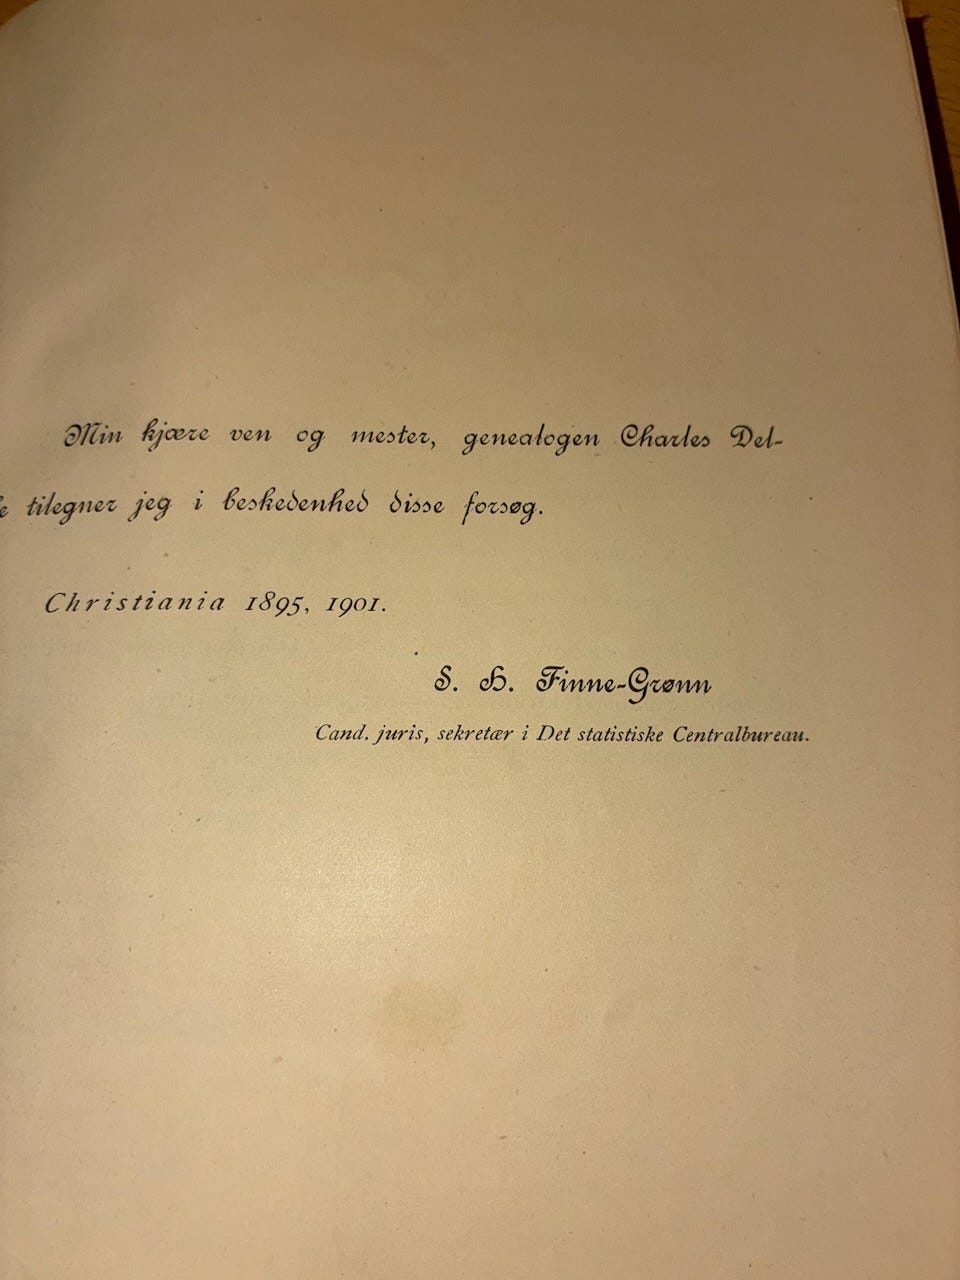 Min kjære ven og mester, genealogen Charles Del-
tilegner jeg i beskedenhed disse forsøg.
Christiania 1895, 1901.
S. H. Finne-Grønn
Cand. juris, sekretær i Det statistiske Centralbureau.